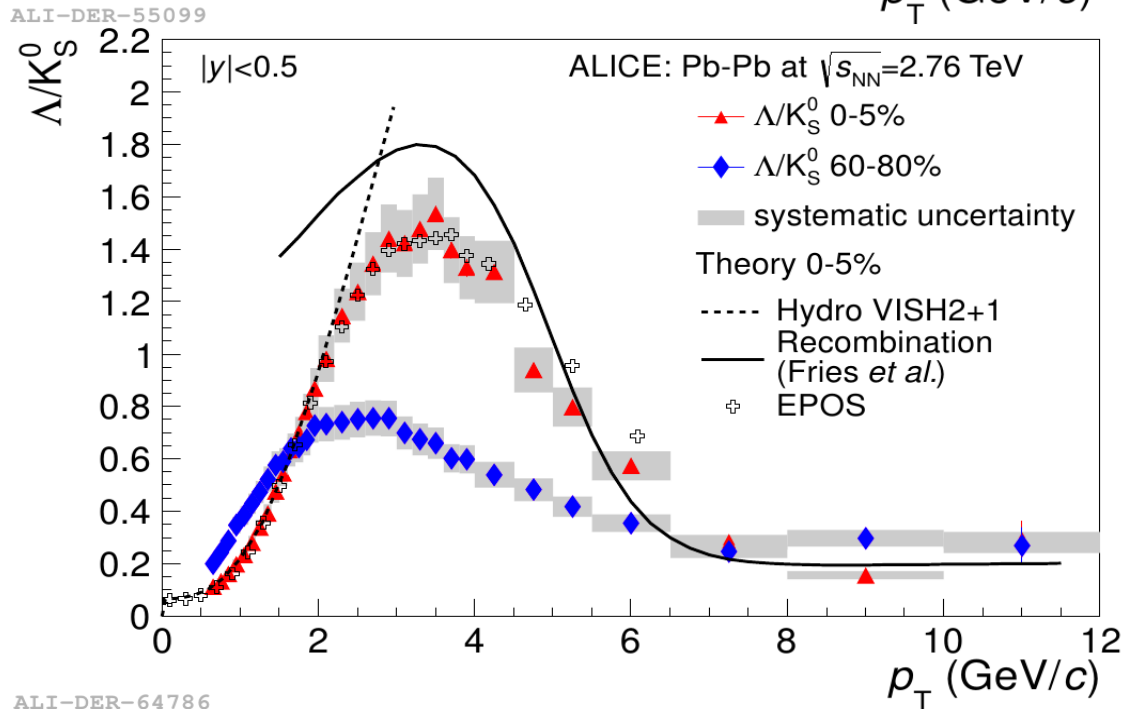 ALI-DER-55099
p_T (GeV/c)
Λ/K⁰_S
|y|<0.5
ALICE: Pb-Pb at √s_NN=2.76 TeV
Λ/K⁰_S 0-5%
Λ/K⁰_S 60-80%
systematic uncertainty
Theory 0-5%
Hydro VISH2+1
Recombination
(Fries et al.)
EPOS
2.2
2
1.8
1.6
1.4
1.2
1
0.8
0.6
0.4
0.2
0
0 2 4 6 8 10 12
p_T (GeV/c)
ALI-DER-64786